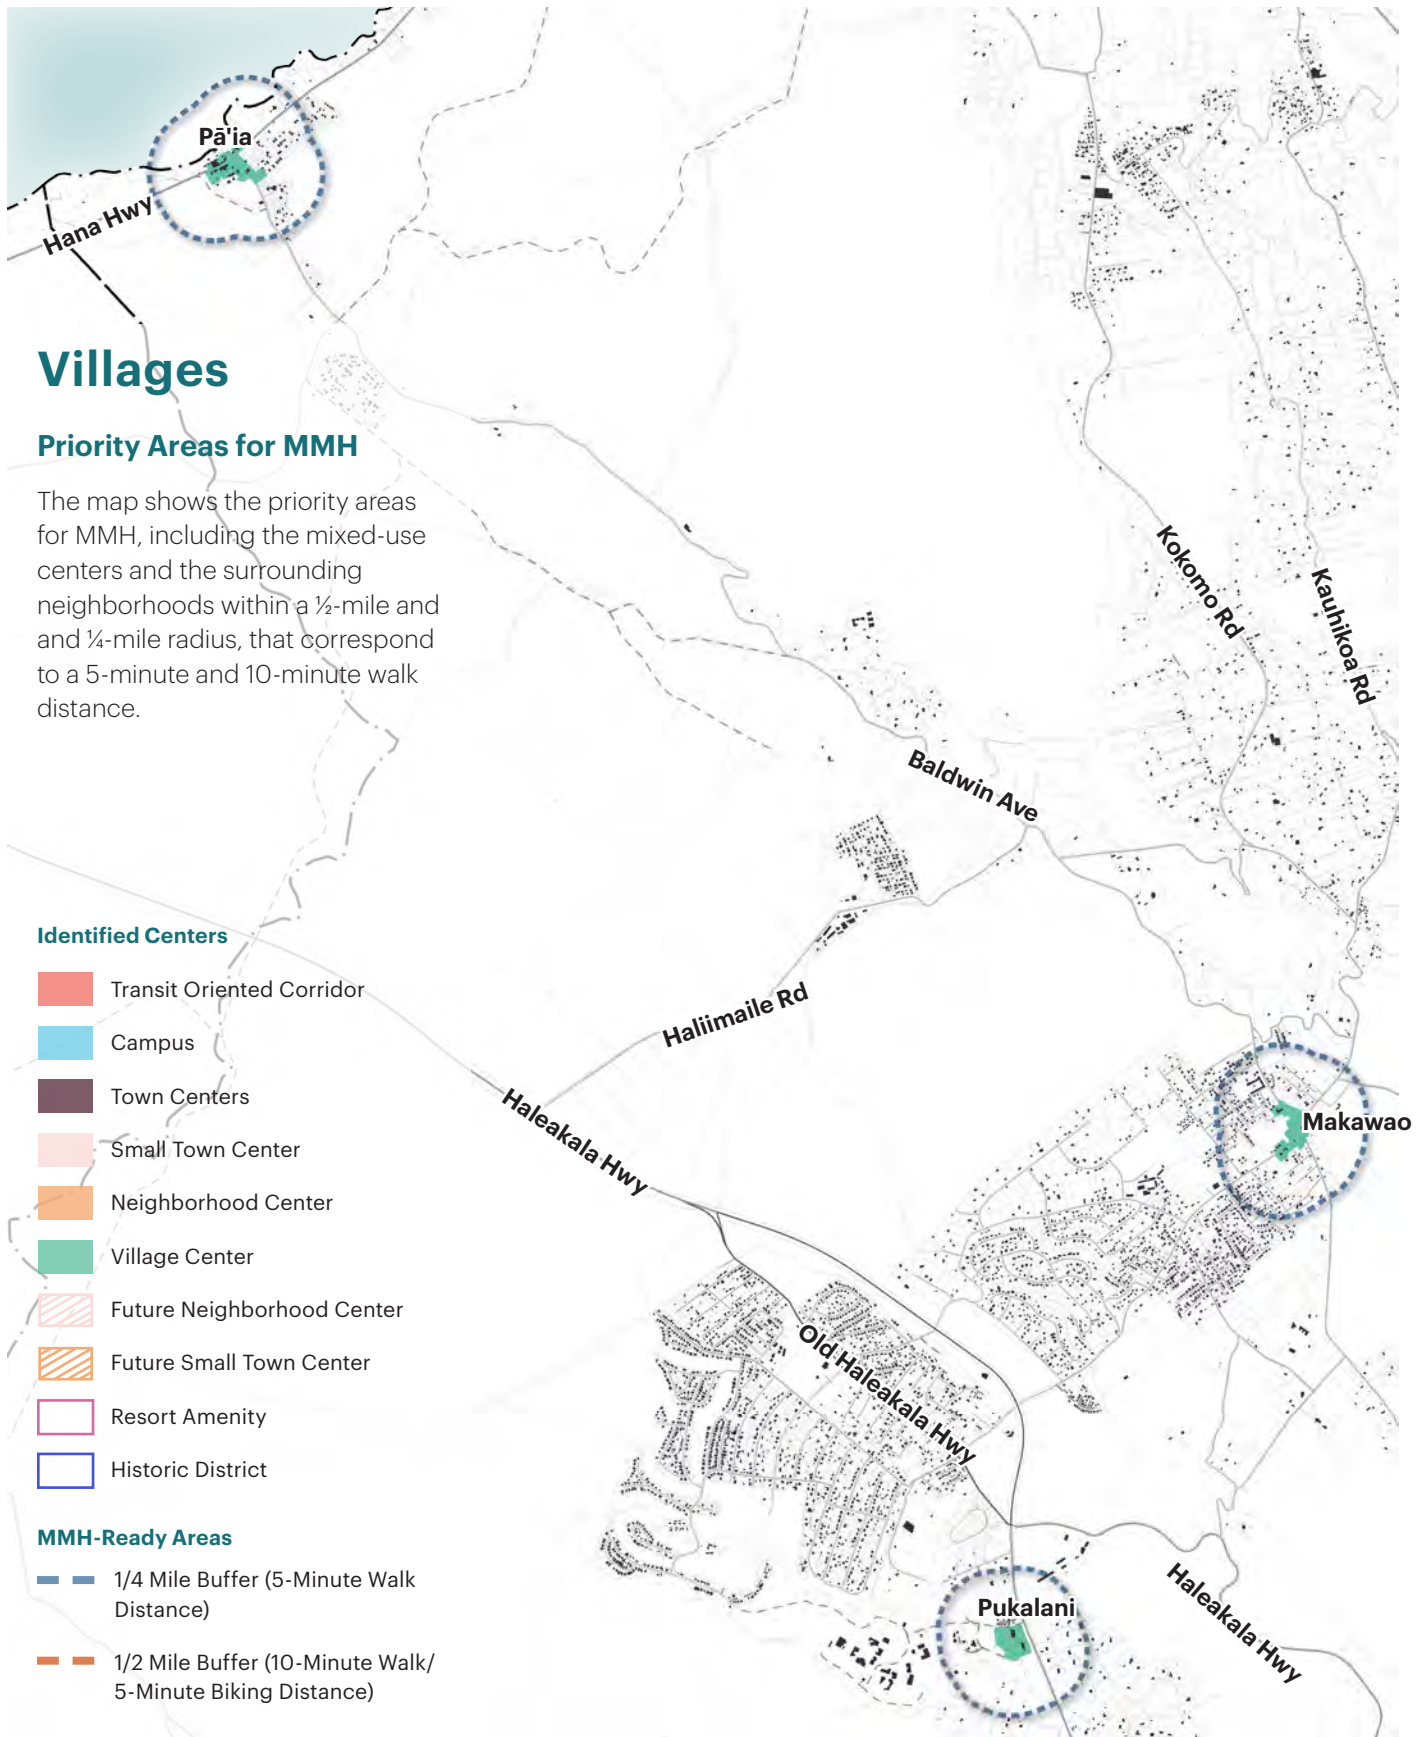 Pā'ia
Hana Hwy
Villages
Priority Areas for MMH
The map shows the priority areas
for MMH, including the mixed-use
centers and the surrounding
neighborhoods within a ½-mile and
and ¼-mile radius, that correspond
to a 5-minute and 10-minute walk
distance.
Kokomo Rd
Kauhikoa Rd
Baldwin Ave
Haliimaile Rd
Haleakala Hwy
Makawao
Old Haleakala Hwy
Pukalani
Haleakala Hwy
Identified Centers
Transit Oriented Corridor
Campus
Town Centers
Small Town Center
Neighborhood Center
Village Center
Future Neighborhood Center
Future Small Town Center
Resort Amenity
Historic District
MMH-Ready Areas
1/4 Mile Buffer (5-Minute Walk
Distance)
1/2 Mile Buffer (10-Minute Walk/
5-Minute Biking Distance)